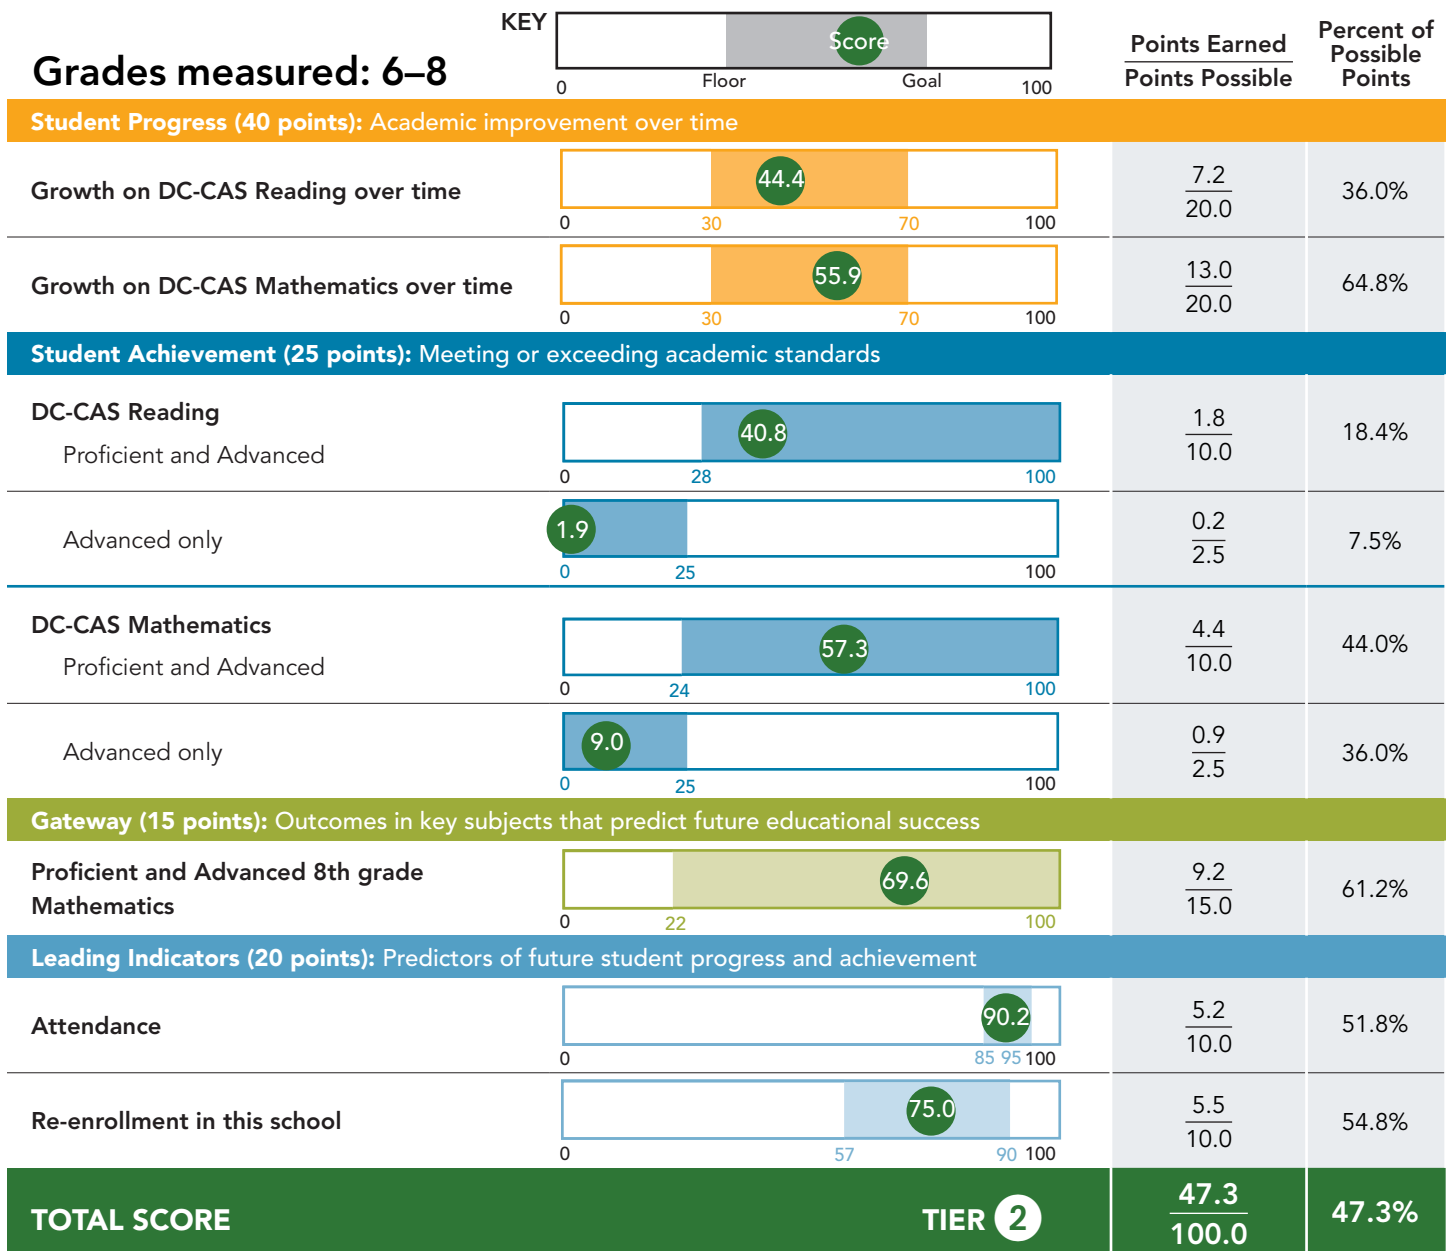 KEY
Score
0 Floor Goal 100
Points Earned
Points Possible
Percent of
Possible
Points
Grades measured: 6–8
Student Progress (40 points): Academic improvement over time
Growth on DC-CAS Reading over time
44.4
0 30 70 100
7.2
20.0
36.0%
Growth on DC-CAS Mathematics over time
55.9
0 30 70 100
13.0
20.0
64.8%
Student Achievement (25 points): Meeting or exceeding academic standards
DC-CAS Reading
Proficient and Advanced
40.8
0 28 100
1.8
10.0
18.4%
Advanced only
1.9
0 25 100
0.2
2.5
7.5%
DC-CAS Mathematics
Proficient and Advanced
57.3
0 24 100
4.4
10.0
44.0%
Advanced only
9.0
0 25 100
0.9
2.5
36.0%
Gateway (15 points): Outcomes in key subjects that predict future educational success
Proficient and Advanced 8th grade
Mathematics
69.6
0 22 100
9.2
15.0
61.2%
Leading Indicators (20 points): Predictors of future student progress and achievement
Attendance
90.2
0 85 95 100
5.2
10.0
51.8%
Re-enrollment in this school
75.0
0 57 90 100
5.5
10.0
54.8%
TOTAL SCORE
TIER 2
47.3
100.0
47.3%